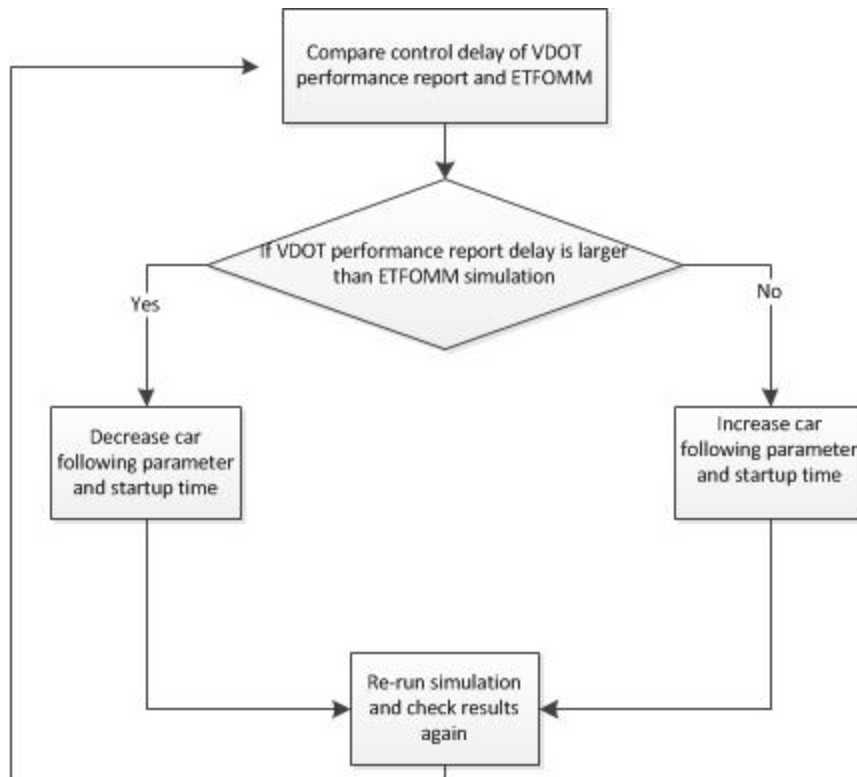 Compare control delay of VDOT
performance report and ETFOMM
If VDOT performance report delay is larger
than ETFOMM simulation
Yes
No
Decrease car
following parameter
and startup time
Increase car
following parameter
and startup time
Re-run simulation
and check results
again